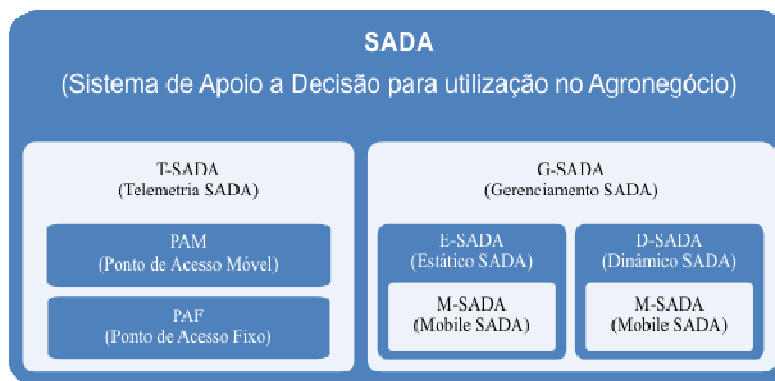 SADA
(Sistema de Apoio a Decisão para utilização no Agronegócio)
T-SADA
(Telemetria SADA)
PAM
(Ponto de Acesso Móvel)
PAF
(Ponto de Acesso Fixo)
G-SADA
(Gerenciamento SADA)
E-SADA
(Estático SADA)
M-SADA
(Mobile SADA)
D-SADA
(Dinâmico SADA)
M-SADA
(Mobile SADA)